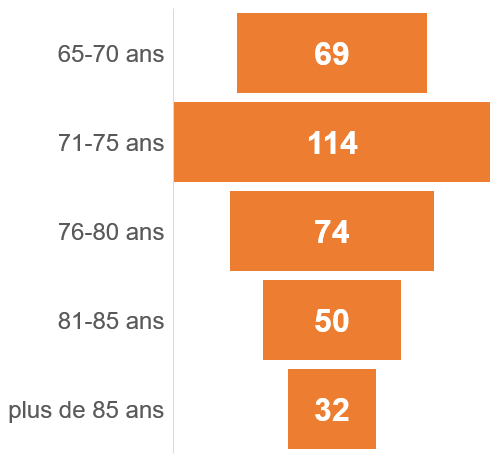 65-70 ans 69
71-75 ans 114
76-80 ans 74
81-85 ans 50
plus de 85 ans 32